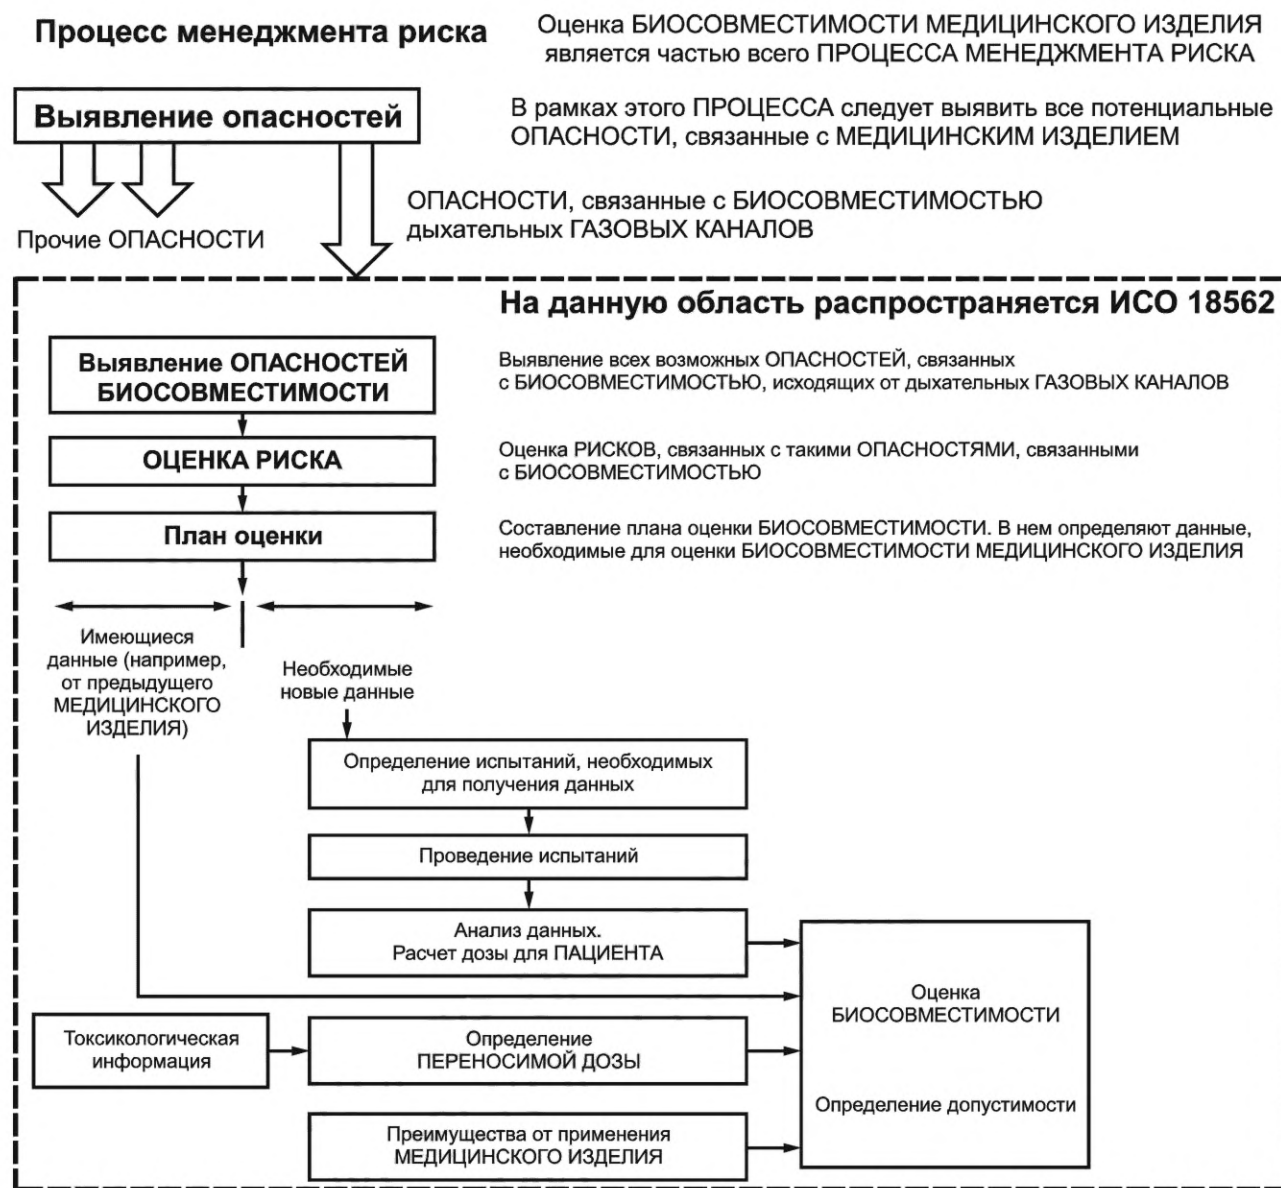 Процесс менеджмента риска
Оценка БИОСОВМЕСТИМОСТИ МЕДИЦИНСКОГО ИЗДЕЛИЯ
является частью всего ПРОЦЕССА МЕНЕДЖМЕНТА РИСКА
Выявление опасностей
В рамках этого ПРОЦЕССА следует выявить все потенциальные
ОПАСНОСТИ, связанные с МЕДИЦИНСКИМ ИЗДЕЛИЕМ
Прочие ОПАСНОСТИ
ОПАСНОСТИ, связанные с БИОСОВМЕСТИМОСТЬЮ
дыхательных ГАЗОВЫХ КАНАЛОВ
На данную область распространяется ИСО 18562
Выявление ОПАСНОСТЕЙ
БИОСОВМЕСТИМОСТИ
Выявление всех возможных ОПАСНОСТЕЙ, связанных
с БИОСОВМЕСТИМОСТЬЮ, исходящих от дыхательных ГАЗОВЫХ КАНАЛОВ
ОЦЕНКА РИСКА
Оценка РИСКОВ, связанных с такими ОПАСНОСТЯМИ, связанными
с БИОСОВМЕСТИМОСТЬЮ
План оценки
Составление плана оценки БИОСОВМЕСТИМОСТИ. В нем определяют данные,
необходимые для оценки БИОСОВМЕСТИМОСТИ МЕДИЦИНСКОГО ИЗДЕЛИЯ
Имеющиеся
данные (например,
от предыдущего
МЕДИЦИНСКОГО
ИЗДЕЛИЯ)
Необходимые
новые данные
Определение испытаний, необходимых
для получения данных
Проведение испытаний
Анализ данных.
Расчет дозы для ПАЦИЕНТА
Оценка
БИОСОВМЕСТИМОСТИ
Токсикологическая
информация
Определение
ПЕРЕНОСИМОЙ ДОЗЫ
Определение допустимости
Преимущества от применения
МЕДИЦИНСКОГО ИЗДЕЛИЯ